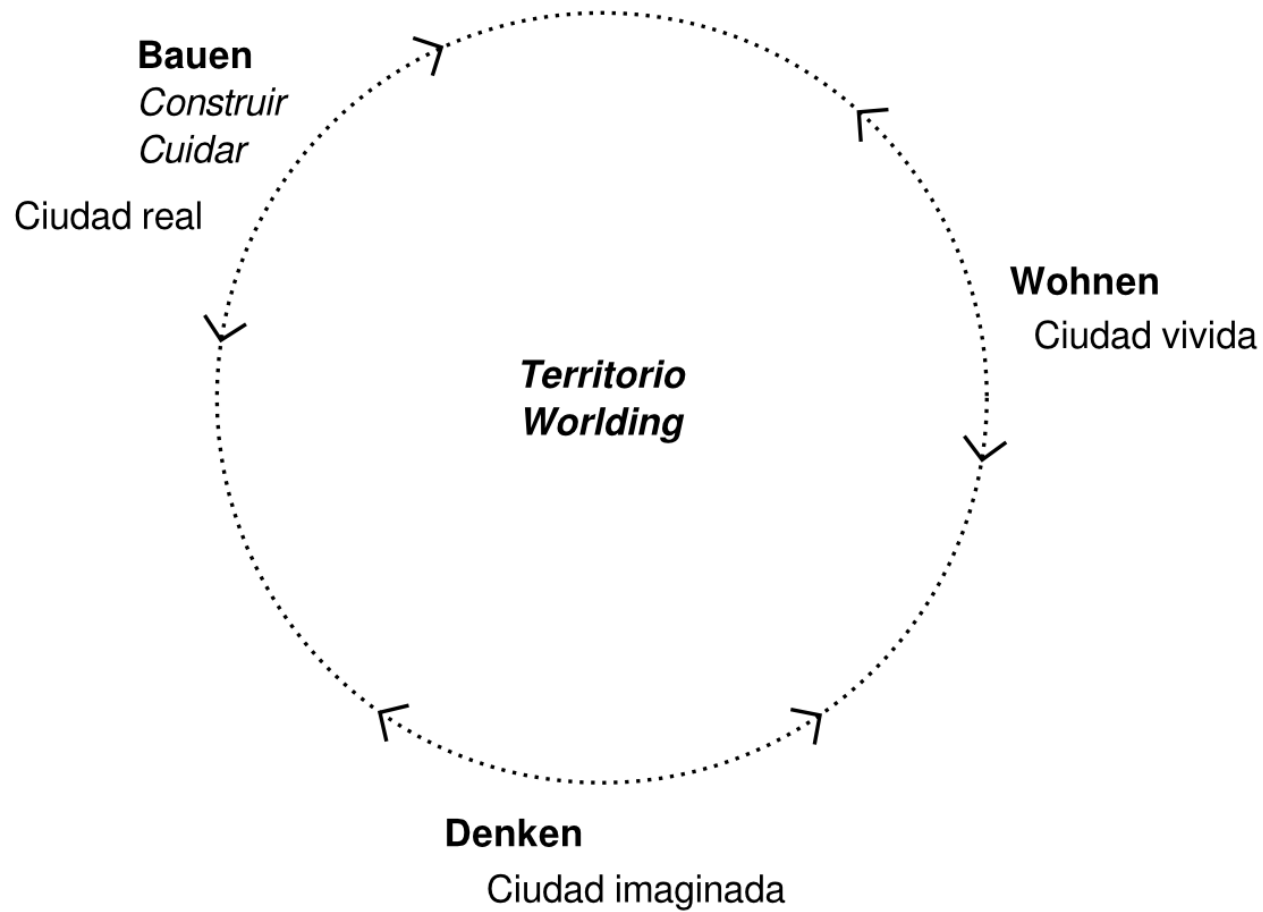 Bauen
Construir
Cuidar
Ciudad real
Wohnen
Ciudad vivida
Territorio
Worlding
Denken
Ciudad imaginada